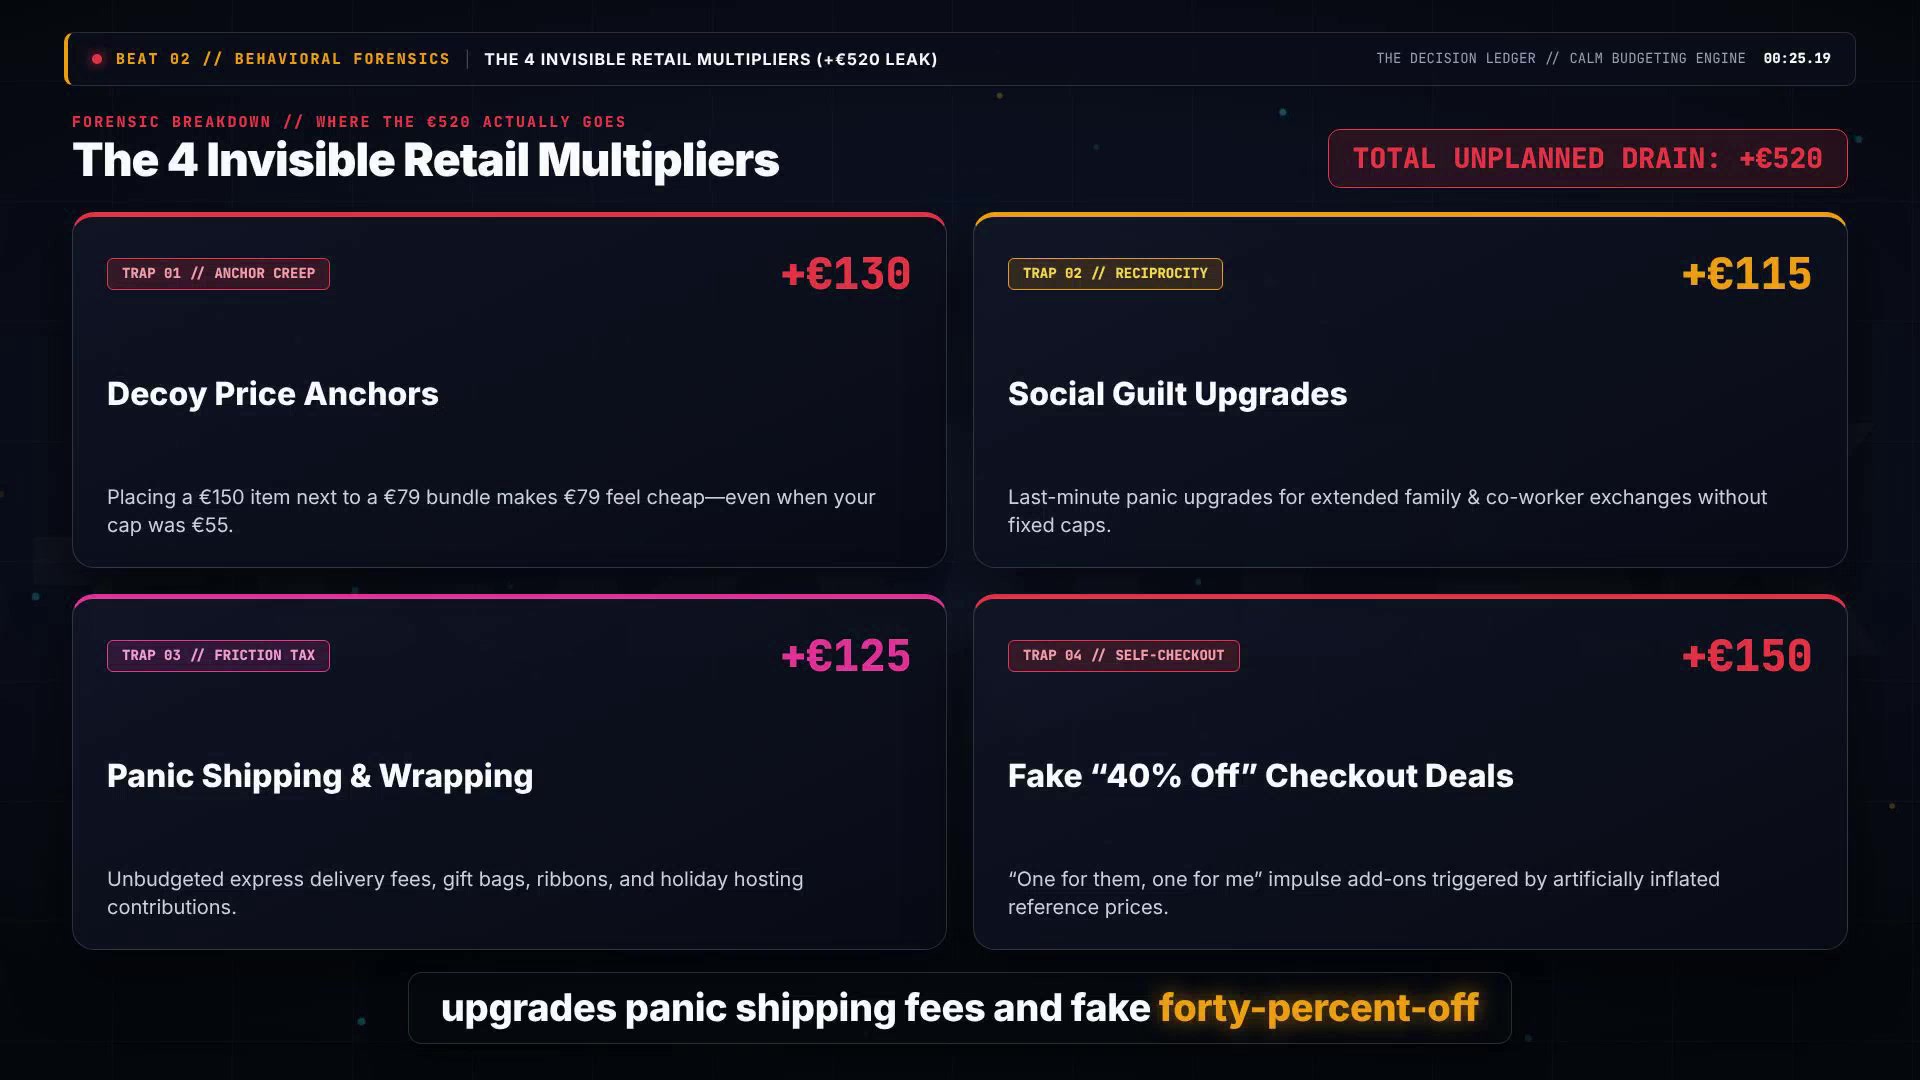 BEAT 02 // BEHAVIORAL FORENSICS | THE 4 INVISIBLE RETAIL MULTIPLIERS (+€520 LEAK)
THE DECISION LEDGER // CALM BUDGETING ENGINE 00:25.19
FORENSIC BREAKDOWN // WHERE THE €520 ACTUALLY GOES
The 4 Invisible Retail Multipliers
TOTAL UNPLANNED DRAIN: +€520
TRAP 01 // ANCHOR CREEP
+€130
Decoy Price Anchors
Placing a €150 item next to a €79 bundle makes €79 feel cheap—even when your
cap was €55.
TRAP 02 // RECIPROCITY
+€115
Social Guilt Upgrades
Last-minute panic upgrades for extended family & co-worker exchanges without
fixed caps.
TRAP 03 // FRICTION TAX
+€125
Panic Shipping & Wrapping
Unbudgeted express delivery fees, gift bags, ribbons, and holiday hosting
contributions.
TRAP 04 // SELF-CHECKOUT
+€150
Fake “40% Off” Checkout Deals
“One for them, one for me” impulse add-ons triggered by artificially inflated
reference prices.
upgrades panic shipping fees and fake forty-percent-off